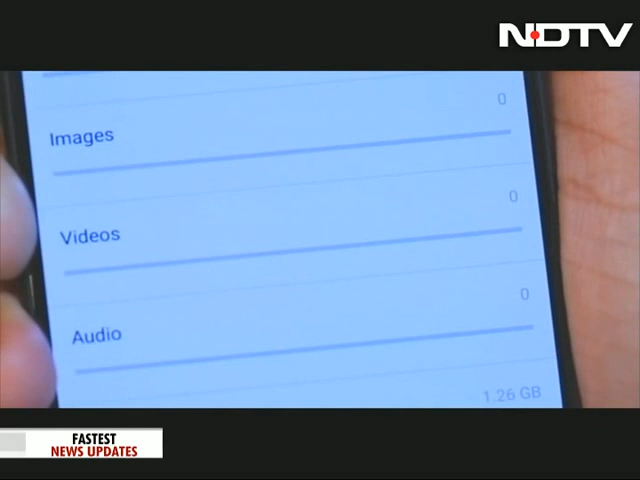 NDTV
0
Images
0
Videos
0
Audio
1.26 GB
FASTEST
NEWS UPDATES